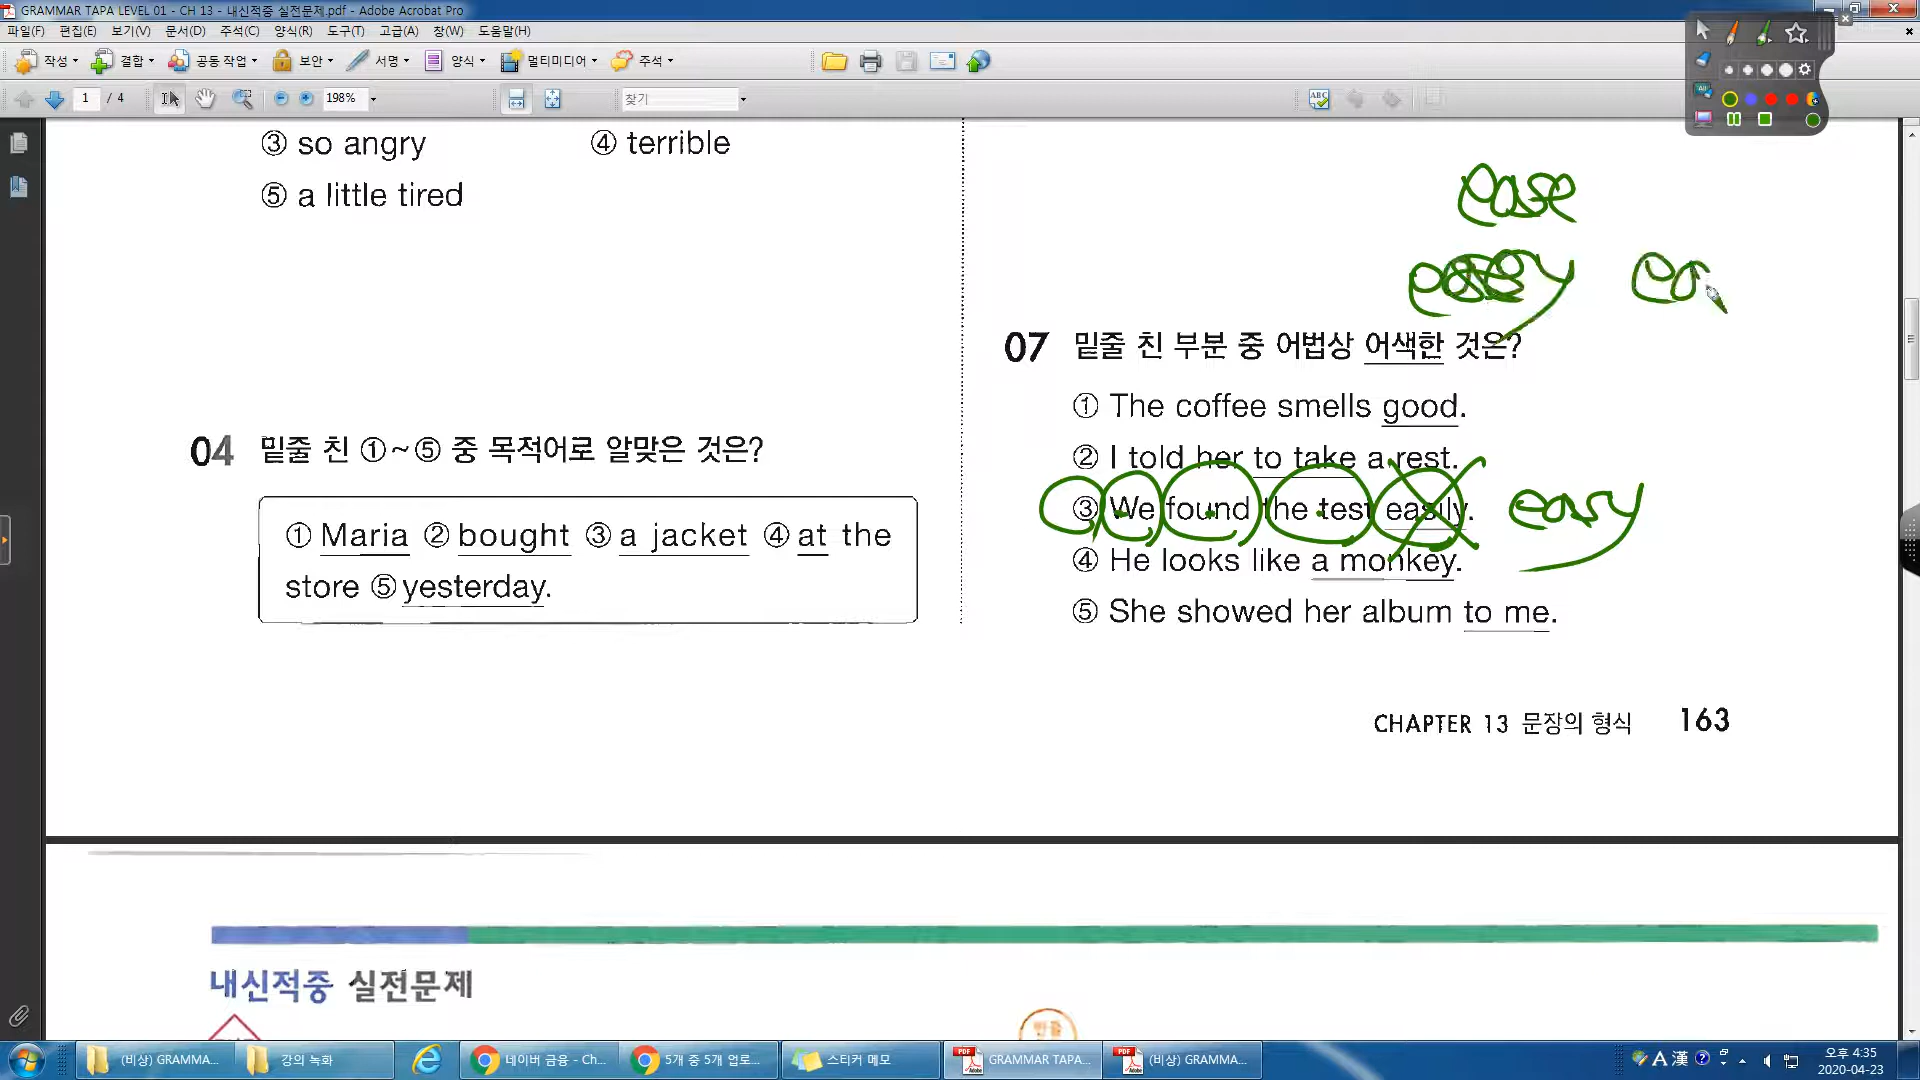 GRAMMAR TAPA LEVEL 01 - CH 13 - 내신적중 실전문제.pdf - Adobe Acrobat Pro
파일(F) 편집(E) 보기(V) 문서(D) 주석(C) 양식(R) 도구(T) 고급(A) 창(W) 도움말(H)
작성 결합 공동 작업 보안 서명 양식 멀티미디어 주석
1 / 4 198% 찾기
③ so angry ④ terrible
⑤ a little tired
04 밑줄 친 ①~⑤ 중 목적어로 알맞은 것은?
① Maria ② bought ③ a jacket ④ at the
store ⑤ yesterday.
ease
easy
07 밑줄 친 부분 중 어법상 어색한 것은?
① The coffee smells good.
② I told her to take a rest.
③ We found the test easily. easy
④ He looks like a monkey.
⑤ She showed her album to me.
CHAPTER 13 문장의 형식 163
내신적중 실전문제
(비상) GRAMMA... 강의 녹화 네이버 금융 - Ch... 5개 중 5개 업로... 스티커 메모 GRAMMAR TAPA... (비상) GRAMMA...
A 漢
오후 4:35
2020-04-23